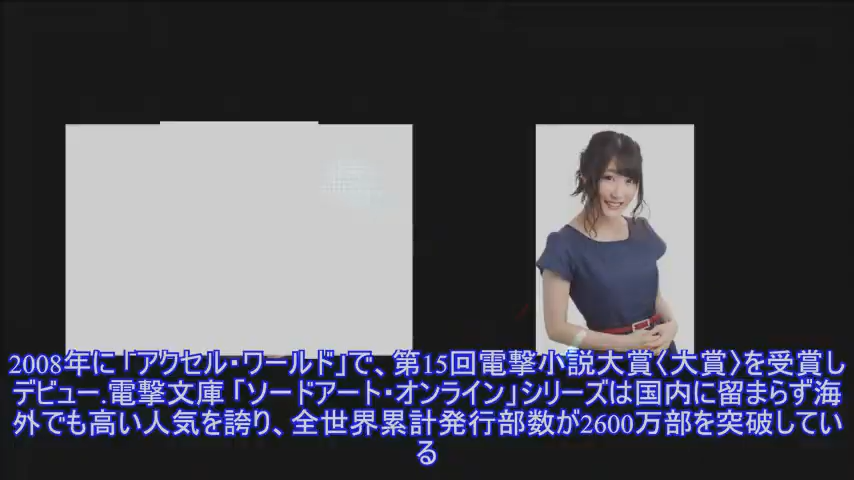 2008年に「アクセル・ワールド」で、第15回電撃小説大賞〈大賞〉を受賞し
デビュー.電撃文庫「ソードアート・オンライン」シリーズは国内に留まらず海
外でも高い人気を誇り、全世界累計発行部数が2600万部を突破してい
る